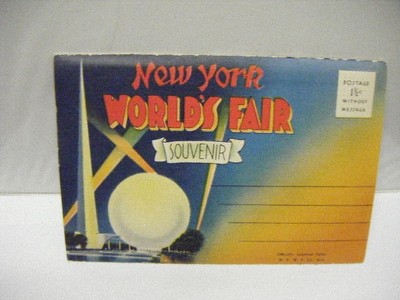 New York
WORLD'S FAIR
SOUVENIR
POSTAGE
1½¢
WITHOUT
MESSAGE